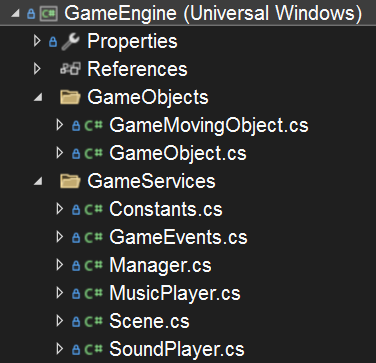 GameEngine (Universal Windows)
Properties
References
GameObjects
C# GameMovingObject.cs
C# GameObject.cs
GameServices
C# Constants.cs
C# GameEvents.cs
C# Manager.cs
C# MusicPlayer.cs
C# Scene.cs
C# SoundPlayer.cs